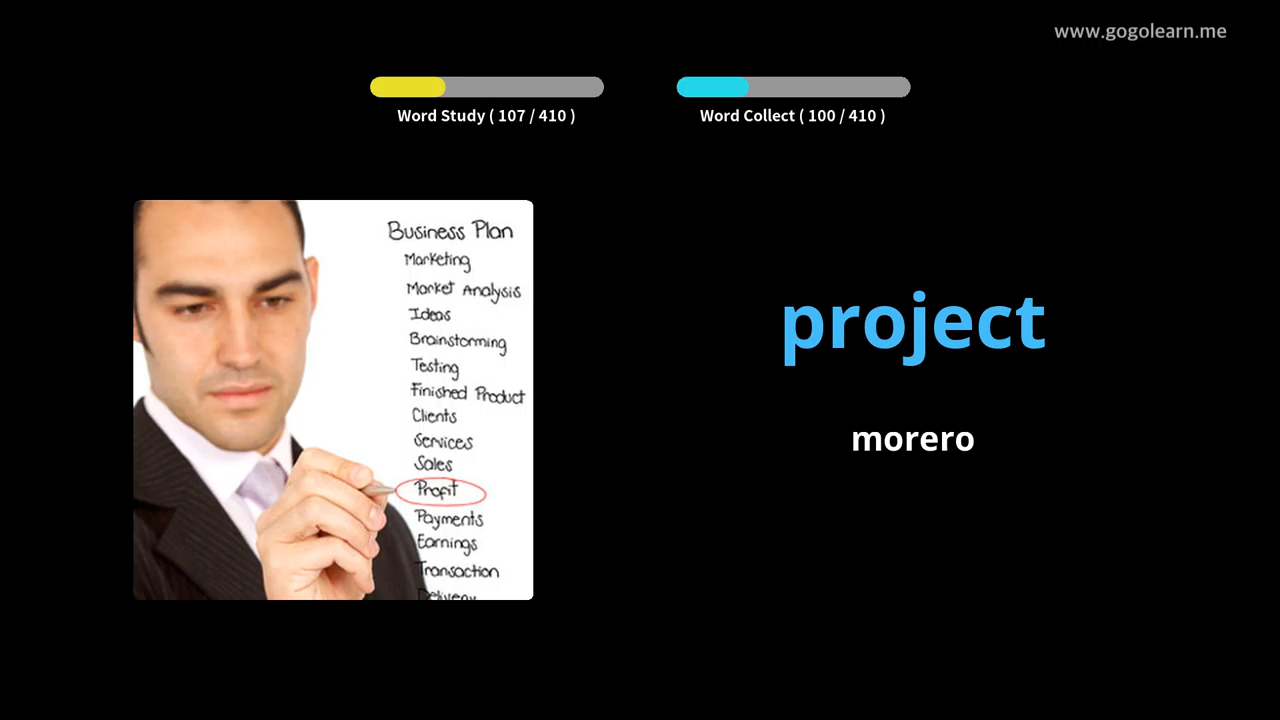 www.gogolearn.me
Word Study ( 107 / 410 )
Word Collect ( 100 / 410 )
Business Plan
Marketing
Market Analysis
Ideas
Brainstorming
Testing
Finished Product
Clients
Services
Sales
Profit
Payments
Earnings
Transaction
Delivery
project
morero